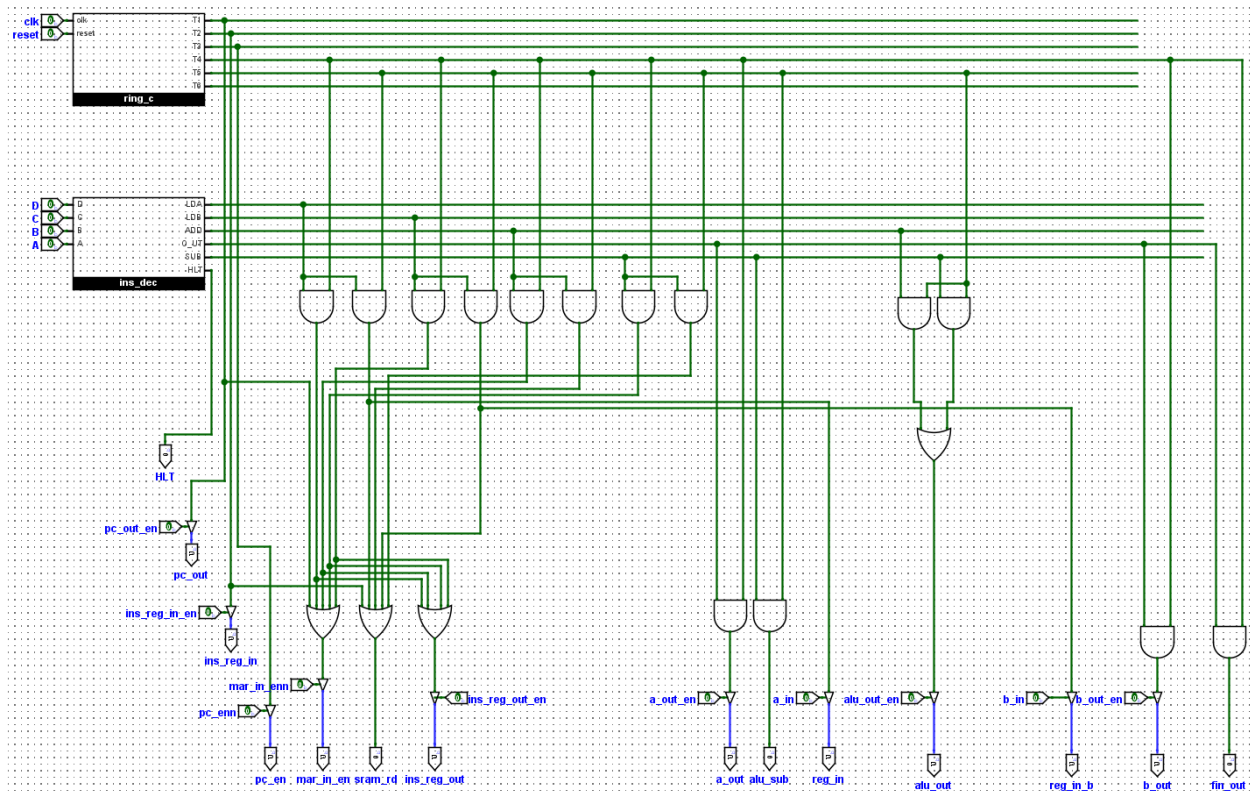 clk
clk
T1
reset
reset
T2
T3
T4
T5
T6
ring_c
D
D
LDA
C
C
LDB
B
B
ADD
A
A
O_UT
SUB
HLT
ins_dec
HLT
pc_out_en
pc_out
ins_reg_in_en
ins_reg_in
mar_in_enn
pc_enn
ins_reg_out_en
a_out_en
a_in
alu_out_en
b_in
b_out_en
pc_en
mar_in_en
sram_rd
ins_reg_out
a_out
alu_sub
reg_in
alu_out
reg_in_b
b_out
fin_out